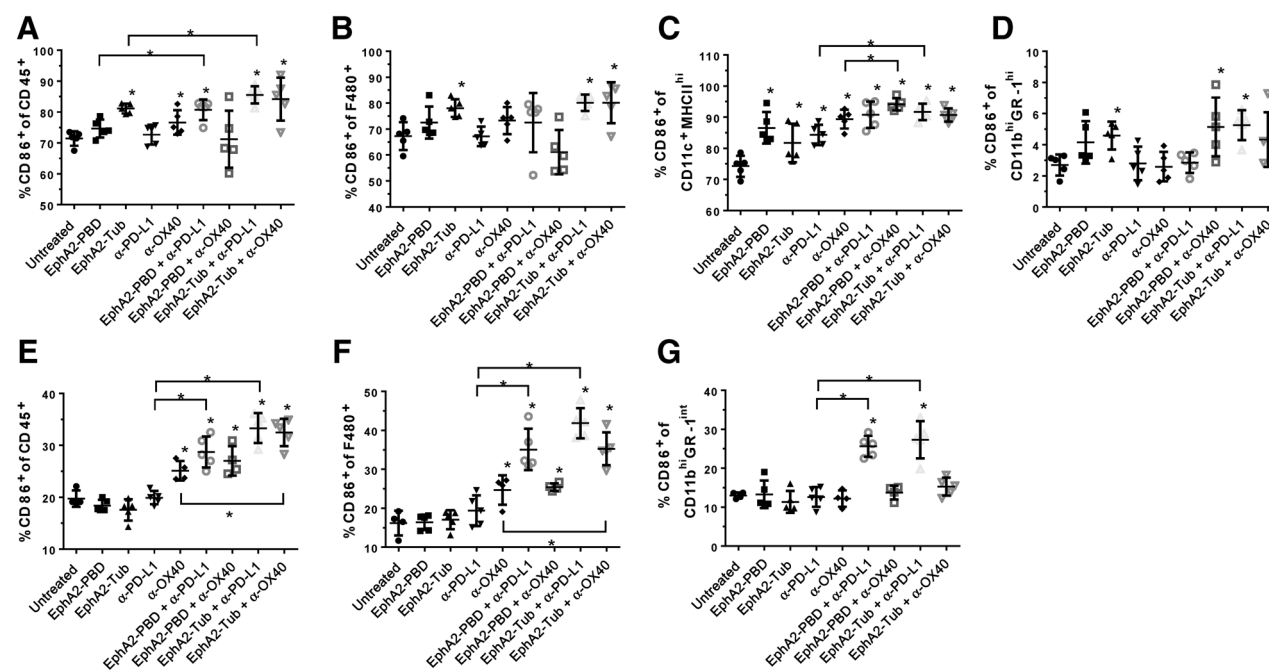 A
% CD86+ of CD45+
100
90
80
70
60
50
* * * * * * *
Untreated
EphA2-PBD
EphA2-Tub
α-PD-L1
α-OX40
EphA2-PBD + α-PD-L1
EphA2-PBD + α-OX40
EphA2-Tub + α-PD-L1
EphA2-Tub + α-OX40
B
% CD86+ of F480+
100
90
80
70
60
50
40
* * *
Untreated
EphA2-PBD
EphA2-Tub
α-PD-L1
α-OX40
EphA2-PBD + α-PD-L1
EphA2-PBD + α-OX40
EphA2-Tub + α-PD-L1
EphA2-Tub + α-OX40
C
% CD86+ of
CD11c+ MHCIIhi
110
100
90
80
70
60
* * * * * * * * * *
Untreated
EphA2-PBD
EphA2-Tub
α-PD-L1
α-OX40
EphA2-PBD + α-PD-L1
EphA2-PBD + α-OX40
EphA2-Tub + α-PD-L1
EphA2-Tub + α-OX40
D
% CD86+ of
CD11bhiGR-1hi
10
8
6
4
2
0
* * *
Untreated
EphA2-PBD
EphA2-Tub
α-PD-L1
α-OX40
EphA2-PBD + α-PD-L1
EphA2-PBD + α-OX40
EphA2-Tub + α-PD-L1
EphA2-Tub + α-OX40
E
% CD86+ of CD45+
40
30
20
10
* * * * * * * *
Untreated
EphA2-PBD
EphA2-Tub
α-PD-L1
α-OX40
EphA2-PBD + α-PD-L1
EphA2-PBD + α-OX40
EphA2-Tub + α-PD-L1
EphA2-Tub + α-OX40
F
% CD86+ of F480+
50
40
30
20
10
* * * * * * * *
Untreated
EphA2-PBD
EphA2-Tub
α-PD-L1
α-OX40
EphA2-PBD + α-PD-L1
EphA2-PBD + α-OX40
EphA2-Tub + α-PD-L1
EphA2-Tub + α-OX40
G
% CD86+ of
CD11bhiGR-1int
40
30
20
10
0
* * * *
Untreated
EphA2-PBD
EphA2-Tub
α-PD-L1
α-OX40
EphA2-PBD + α-PD-L1
EphA2-PBD + α-OX40
EphA2-Tub + α-PD-L1
EphA2-Tub + α-OX40